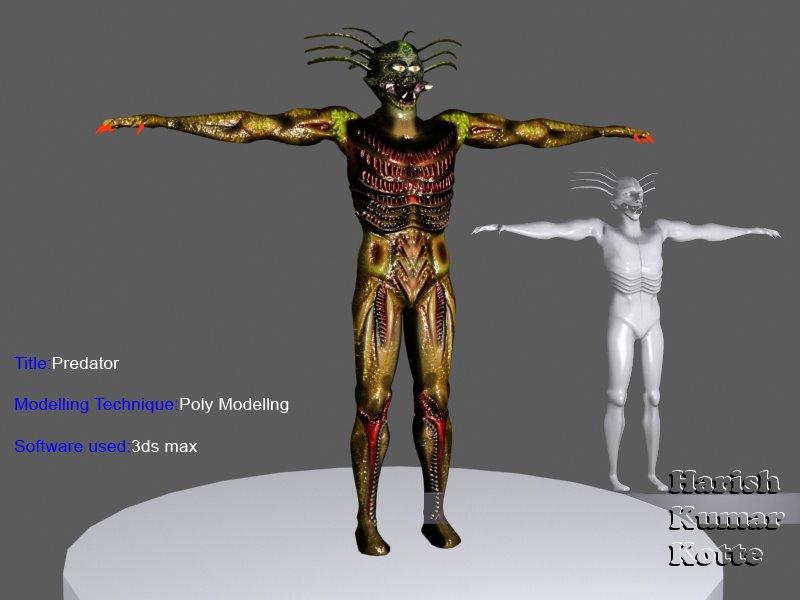 Title:Predator
Modelling Technique:Poly Modellng
Software used:3ds max
Harish
Kumar
Kotte